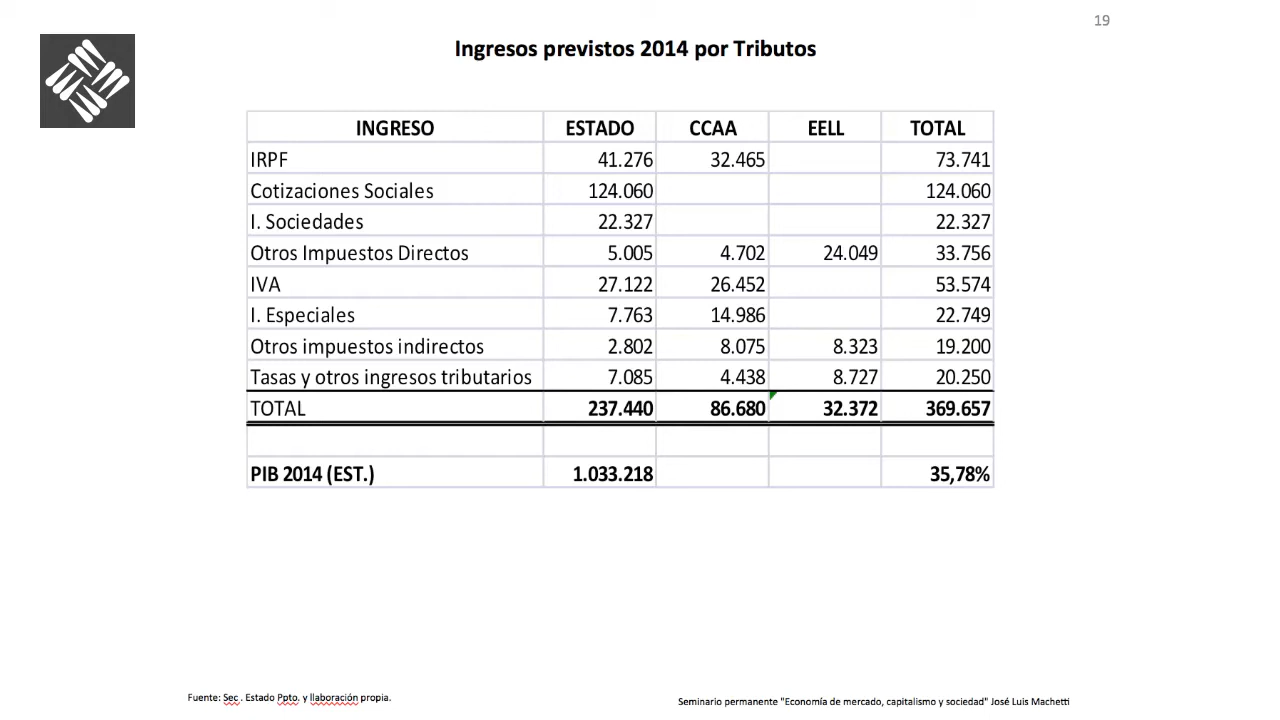 19
Ingresos previstos 2014 por Tributos
INGRESO ESTADO CCAA EELL TOTAL
IRPF 41.276 32.465 73.741
Cotizaciones Sociales 124.060 124.060
I. Sociedades 22.327 22.327
Otros Impuestos Directos 5.005 4.702 24.049 33.756
IVA 27.122 26.452 53.574
I. Especiales 7.763 14.986 22.749
Otros impuestos indirectos 2.802 8.075 8.323 19.200
Tasas y otros ingresos tributarios 7.085 4.438 8.727 20.250
TOTAL 237.440 86.680 32.372 369.657
PIB 2014 (EST.) 1.033.218 35,78%
Fuente: Sec . Estado Ppto. y llaboración propia.
Seminario permanente "Economía de mercado, capitalismo y sociedad" José Luis Machetti